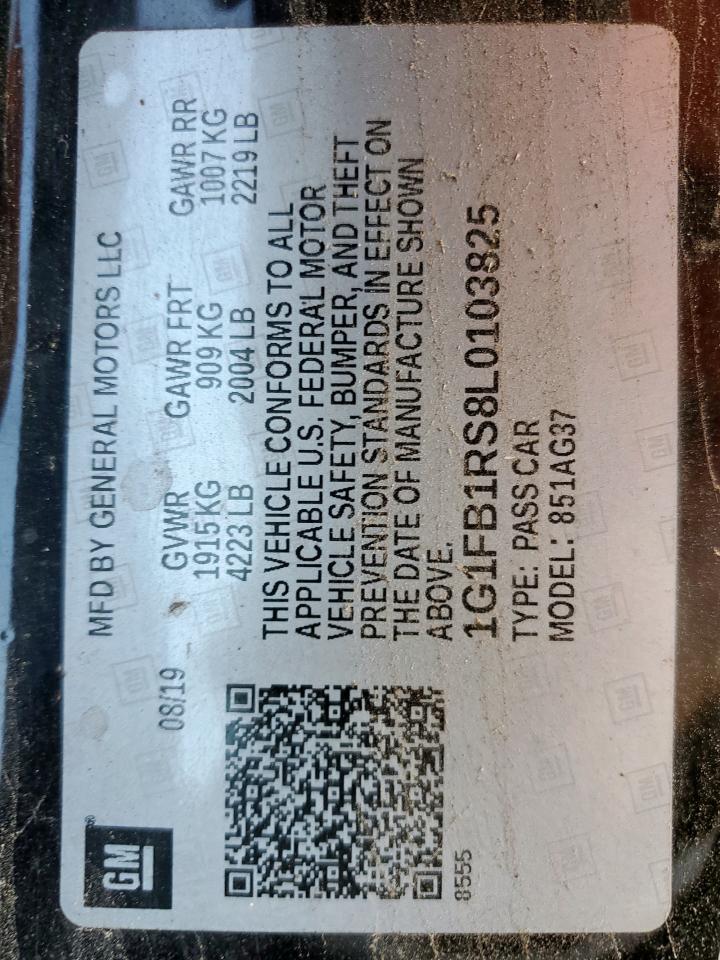 GM
MFD BY GENERAL MOTORS LLC
08/19
GVWR GAWR FRT GAWR RR
1915 KG 909 KG 1007 KG
4223 LB 2004 LB 2219 LB
THIS VEHICLE CONFORMS TO ALL
APPLICABLE U.S. FEDERAL MOTOR
VEHICLE SAFETY, BUMPER, AND THEFT
PREVENTION STANDARDS IN EFFECT ON
THE DATE OF MANUFACTURE SHOWN
ABOVE.
1G1FB1RS8L0103825
TYPE: PASS CAR
MODEL: 851AG37
8555